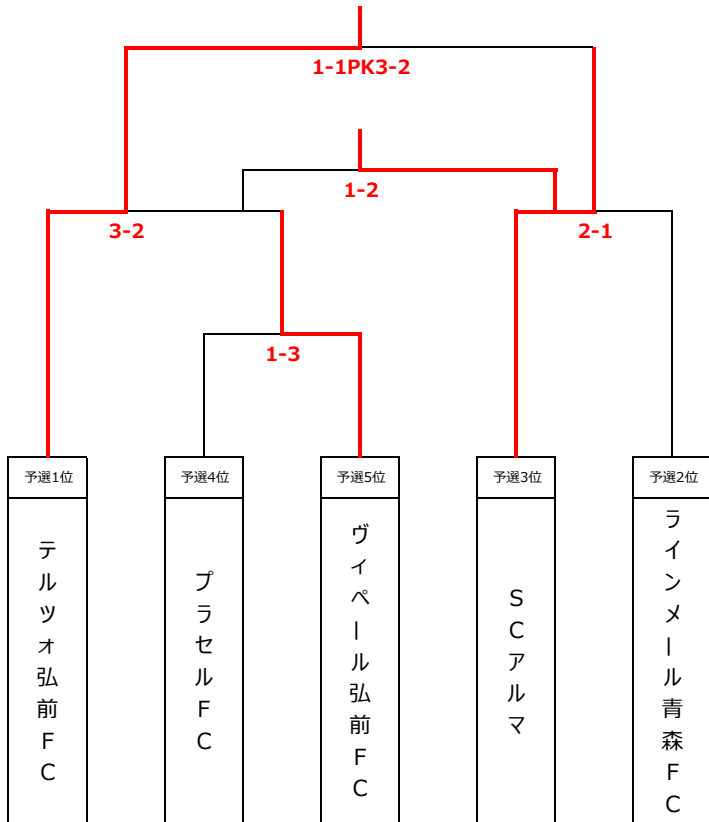 1-1PK3-2
1-2
3-2
2-1
1-3
予選1位
予選4位
予選5位
予選3位
予選2位
テルツォ弘前FC
プラセルFC
ヴィペール弘前FC
SCアルマ
ラインメール青森FC